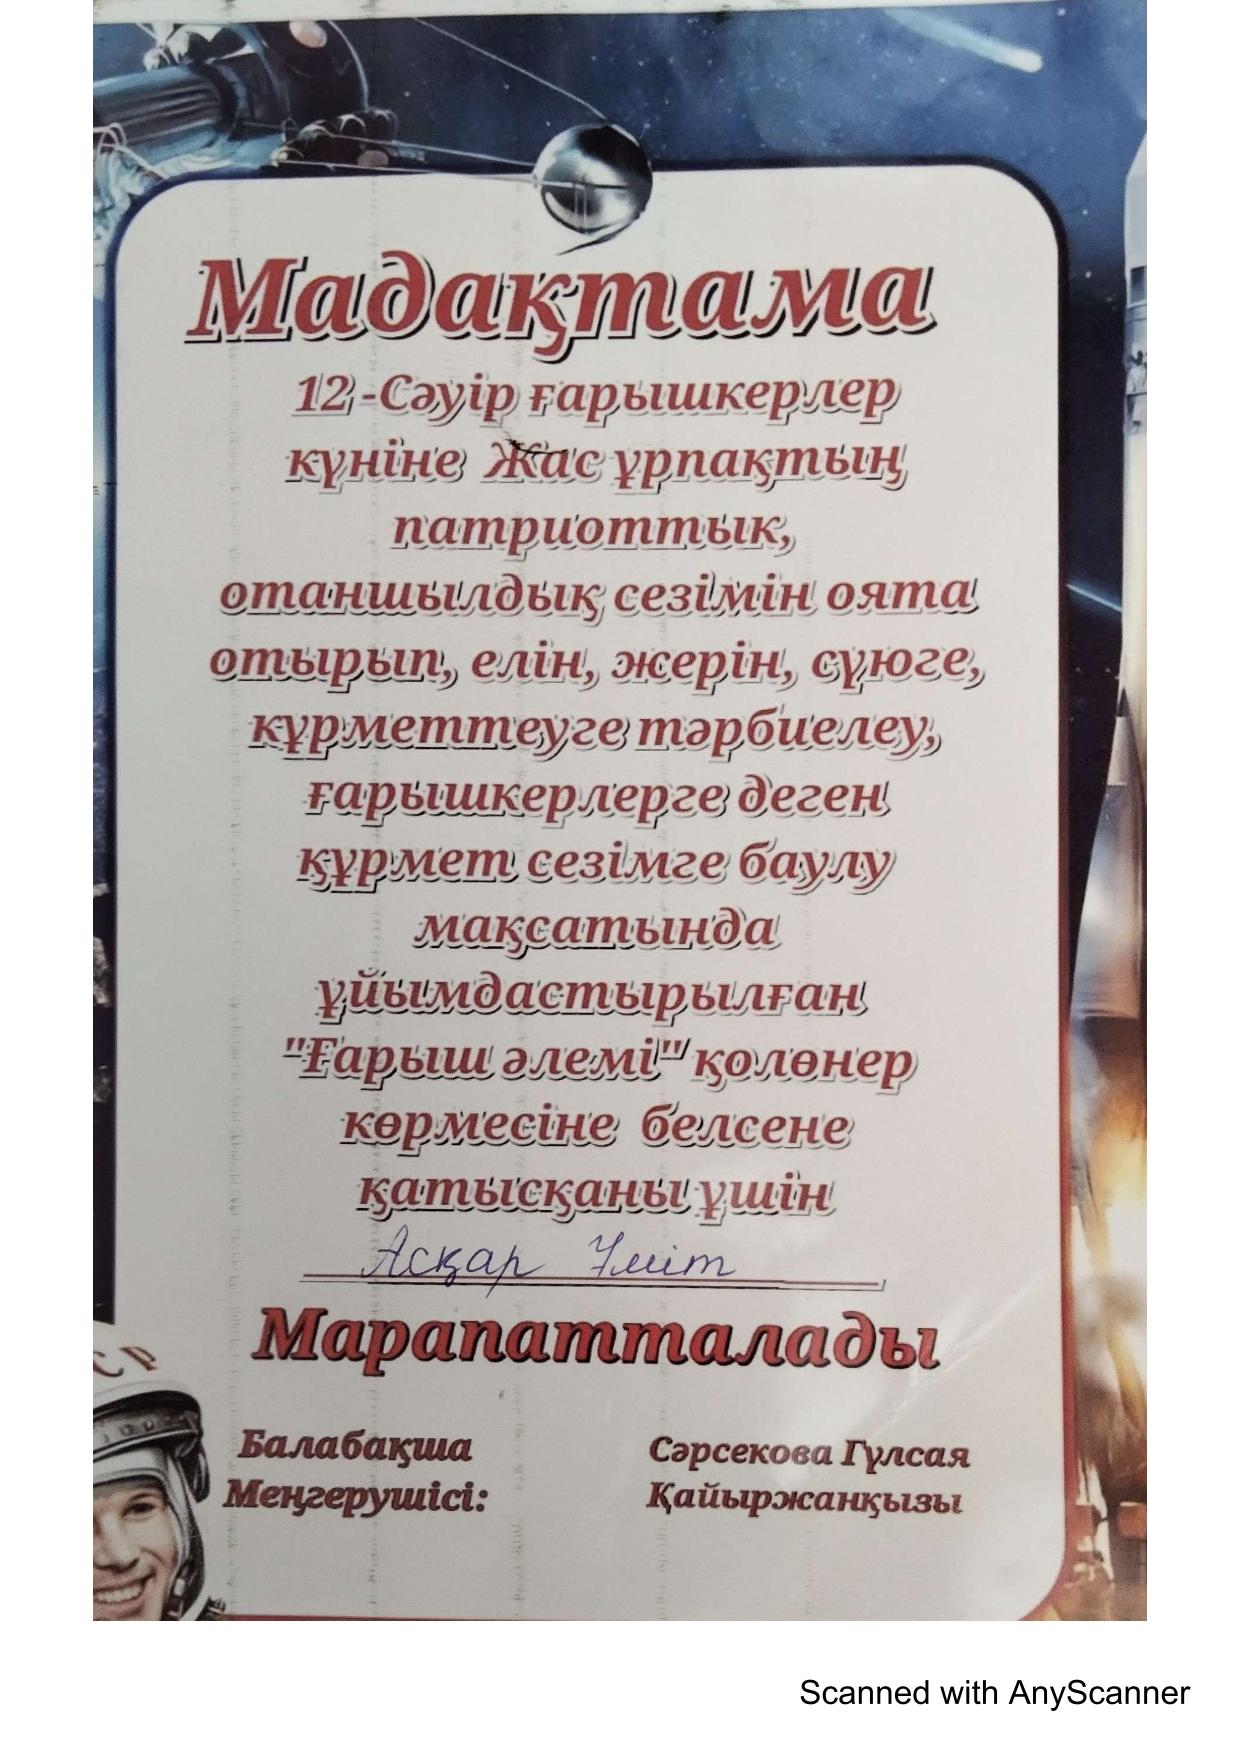 Мадақтама
12 -Сәуір ғарышкерлер
күніне Жас ұрпақтың
патриоттык,
отаншылдық сезімін оята
отырып, елін, жерін, сүюге,
құрметтеуге тәрбиелеу,
ғарышкерлерге деген
құрмет сезімге баулу
мақсатында
ұйымдастырылған
"Ғарыш әлемі" қолөнер
көрмесіне белсене
қатысқаны үшін
Асқар Үміт
Марапатталады
Балабақша Сәрсекова Гүлсая
Меңгерушісі: Қайыржанқызы
СР
Scanned with AnyScanner